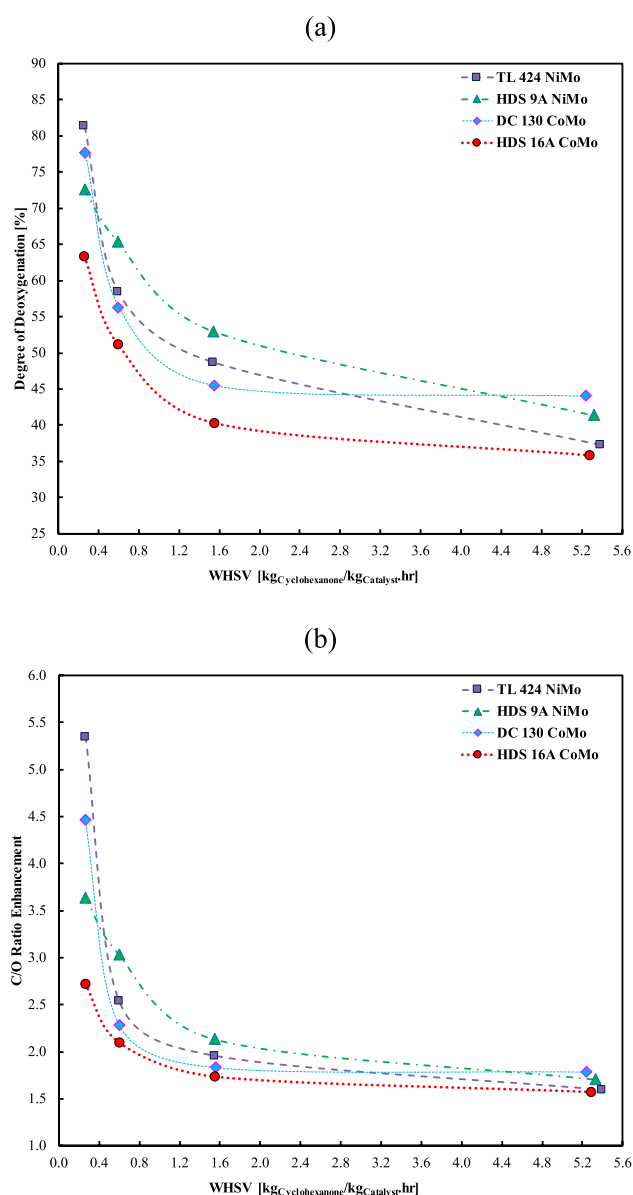 (a)
90
85
80
75
70
65
60
55
50
45
40
35
30
25
Degree of Deoxygenation [%]
TL 424 NiMo
HDS 9A NiMo
DC 130 CoMo
HDS 16A CoMo
0.0 0.4 0.8 1.2 1.6 2.0 2.4 2.8 3.2 3.6 4.0 4.4 4.8 5.2 5.6
WHSV [kgCyclohexanone/kgCatalyst.hr]
(b)
6.0
5.5
5.0
4.5
4.0
3.5
3.0
2.5
2.0
1.5
1.0
C/O Ratio Enhancement
TL 424 NiMo
HDS 9A NiMo
DC 130 CoMo
HDS 16A CoMo
0.0 0.4 0.8 1.2 1.6 2.0 2.4 2.8 3.2 3.6 4.0 4.4 4.8 5.2 5.6
WHSV [kgCyclohexanone/kgCatalyst.hr]